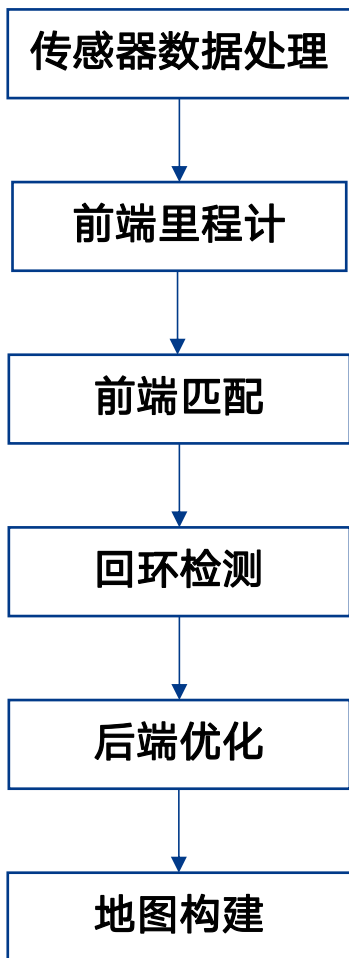 传感器数据处理
前端里程计
前端匹配
回环检测
后端优化
地图构建